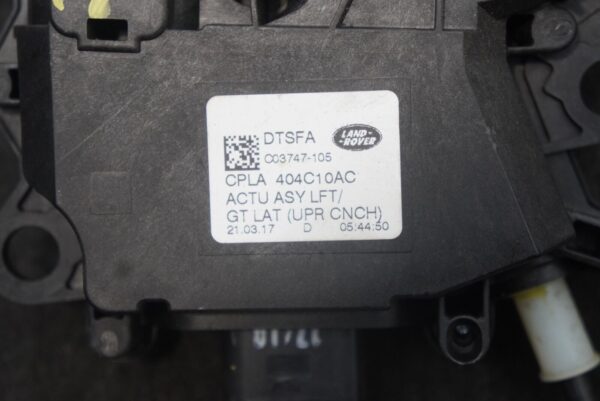 DTSFA
LAND-
-ROVER
C03747-105
CPLA 404C10AC
ACTU ASY LFT/
GT LAT (UPR CNCH)
21.03.17 D 05:44:50